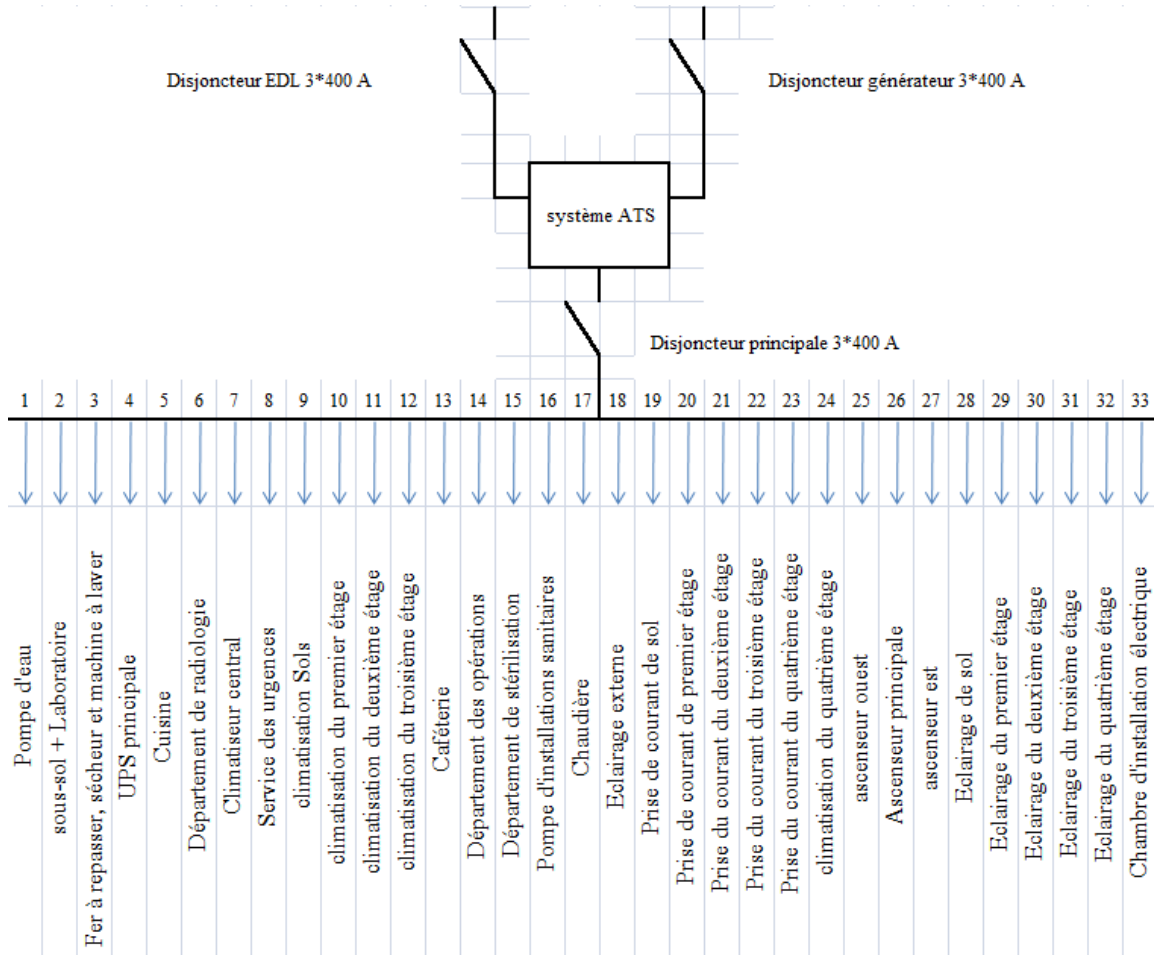 Disjoncteur EDL 3*400 A
Disjoncteur générateur 3*400 A
système ATS
Disjoncteur principale 3*400 A
1 2 3 4 5 6 7 8 9 10 11 12 13 14 15 16 17 18 19 20 21 22 23 24 25 26 27 28 29 30 31 32 33
Pompe d'eau
sous-sol + Laboratoire
Fer à repasser, sécheur et machine à laver
UPS principale
Cuisine
Département de radiologie
Climatiseur central
Service des urgences
climatisation Sols
climatisation du premier étage
climatisation du deuxième étage
climatisation du troisième étage
Caféterie
Département des opérations
Département de stérilisation
Pompe d'installations sanitaires
Chaudière
Eclairage externe
Prise de courant de sol
Prise de courant de premier étage
Prise du courant du deuxième étage
Prise du courant du troisième étage
Prise du courant du quatrième étage
climatisation du quatrième étage
ascenseur ouest
Ascenseur principale
ascenseur est
Eclairage de sol
Eclairage du premier étage
Eclairage du deuxième étage
Eclairage du troisième étage
Eclairage du quatrième étage
Chambre d'installation électrique